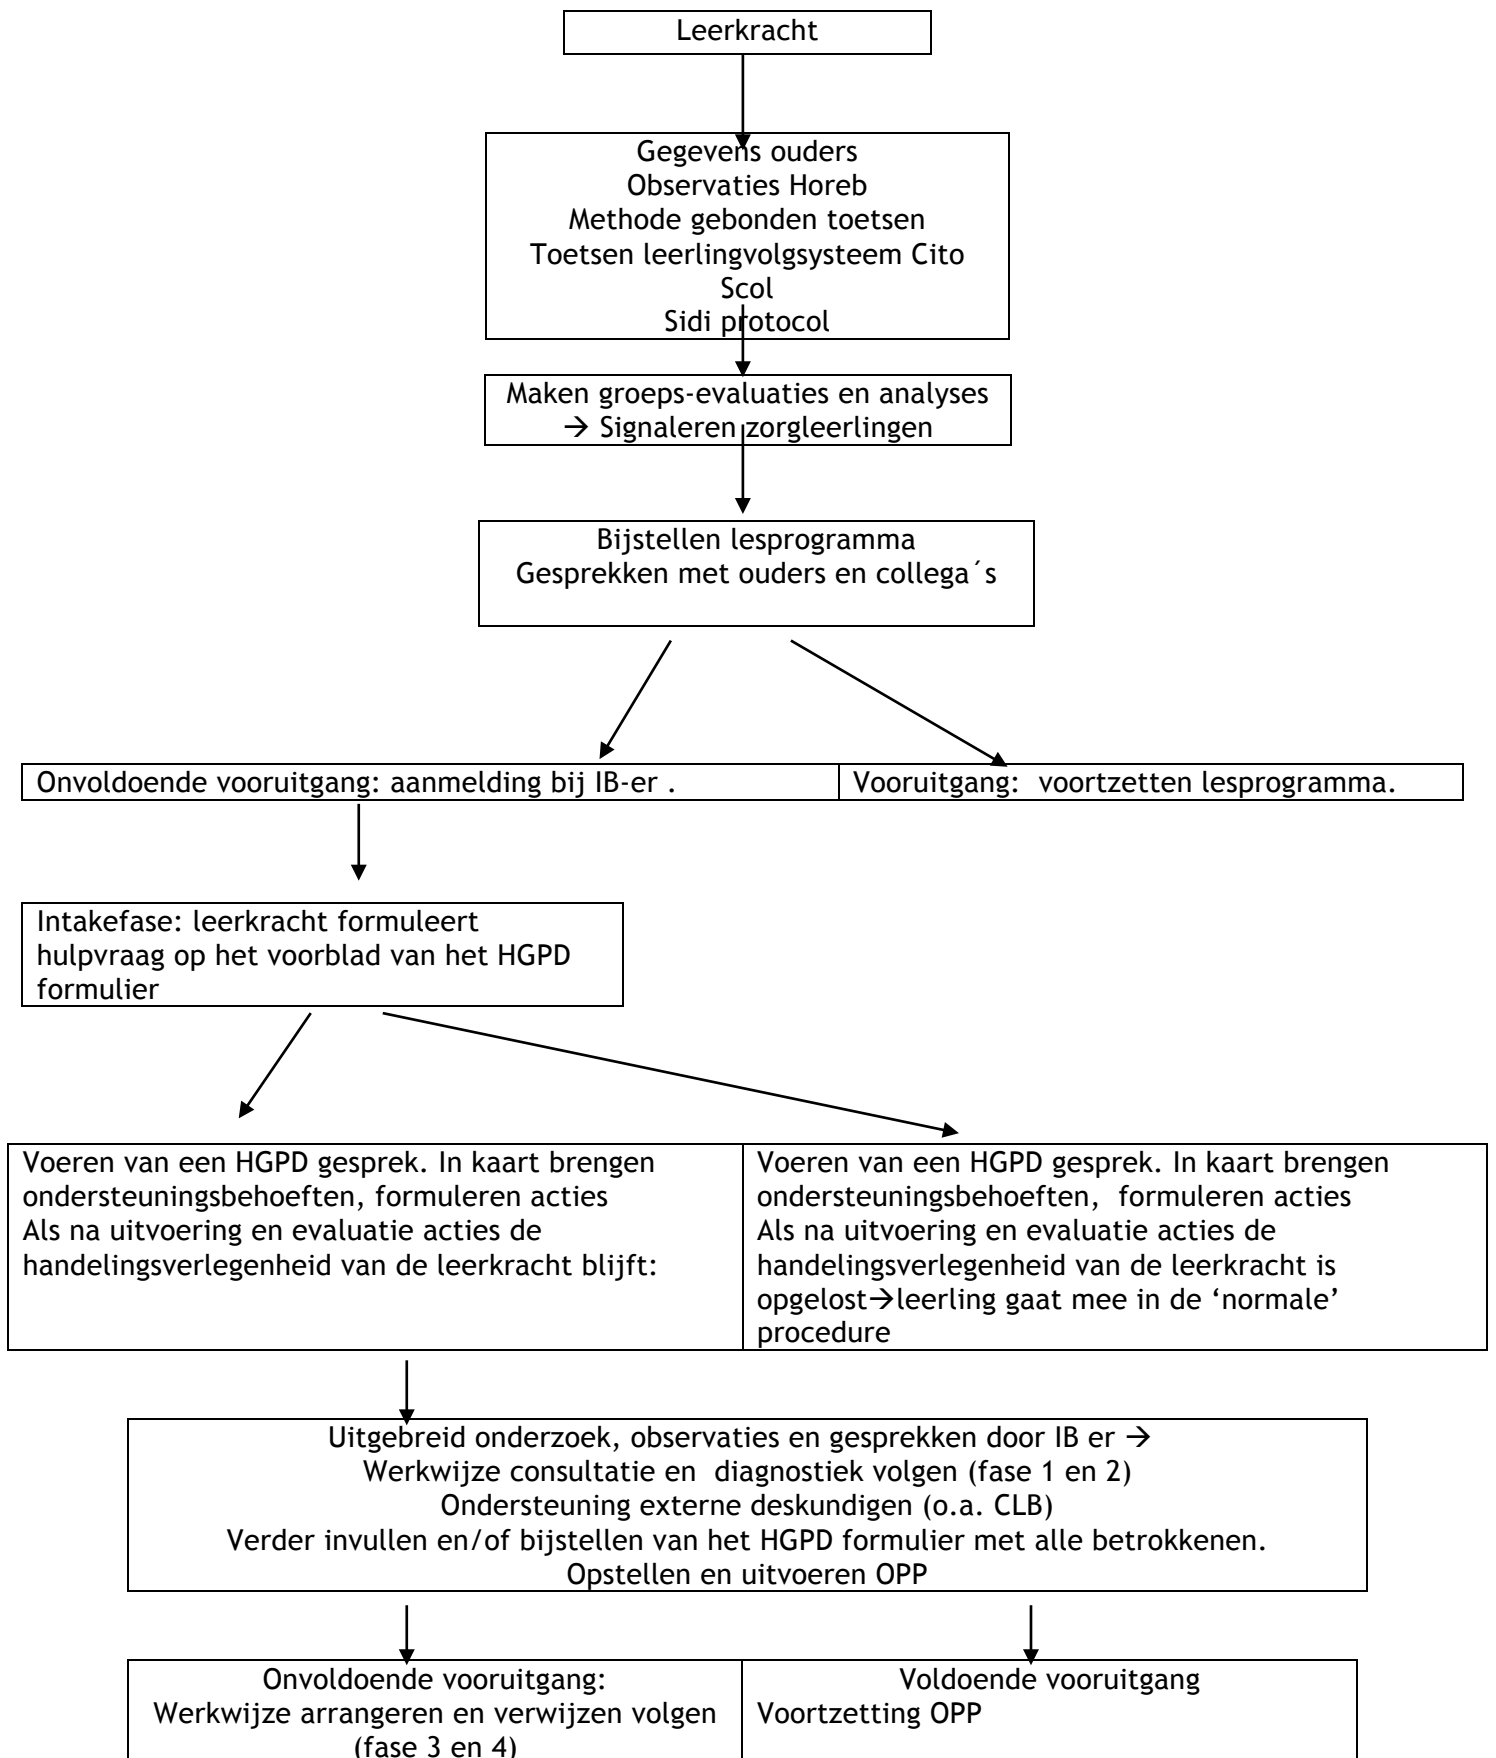 Leerkracht
Gegevens ouders
Observaties Horeb
Methode gebonden toetsen
Toetsen leerlingvolgsysteem Cito
Scol
Sidi protocol
Maken groeps-evaluaties en analyses
→ Signaleren zorgleerlingen
Bijstellen lesprogramma
Gesprekken met ouders en collega´s
Onvoldoende vooruitgang: aanmelding bij IB-er .
Vooruitgang:  voortzetten lesprogramma.
Intakefase: leerkracht formuleert
hulpvraag op het voorblad van het HGPD
formulier
Voeren van een HGPD gesprek. In kaart brengen
ondersteuningsbehoeften, formuleren acties
Als na uitvoering en evaluatie acties de
handelingsverlegenheid van de leerkracht blijft:
Voeren van een HGPD gesprek. In kaart brengen
ondersteuningsbehoeften,  formuleren acties
Als na uitvoering en evaluatie acties de
handelingsverlegenheid van de leerkracht is
opgelost→leerling gaat mee in de ‘normale’
procedure
Uitgebreid onderzoek, observaties en gesprekken door IB er →
Werkwijze consultatie en  diagnostiek volgen (fase 1 en 2)
Ondersteuning externe deskundigen (o.a. CLB)
Verder invullen en/of bijstellen van het HGPD formulier met alle betrokkenen.
Opstellen en uitvoeren OPP
Onvoldoende vooruitgang:
Werkwijze arrangeren en verwijzen volgen
(fase 3 en 4)
Voldoende vooruitgang
Voortzetting OPP